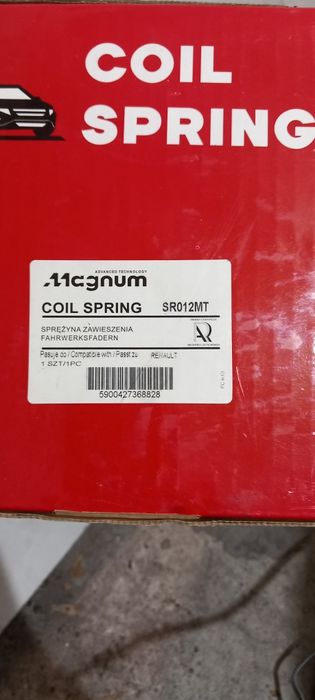 COIL
SPRING
ADVANCED TECHNOLOGY
Magnum
COIL SPRING SR012MT
SPRĘŻYNA ZAWIESZENIA
FAHRWERKSFADERN
Pasuje do / Compatible with / Passt zu RENAULT
1 SZT/1PC
5900427368828